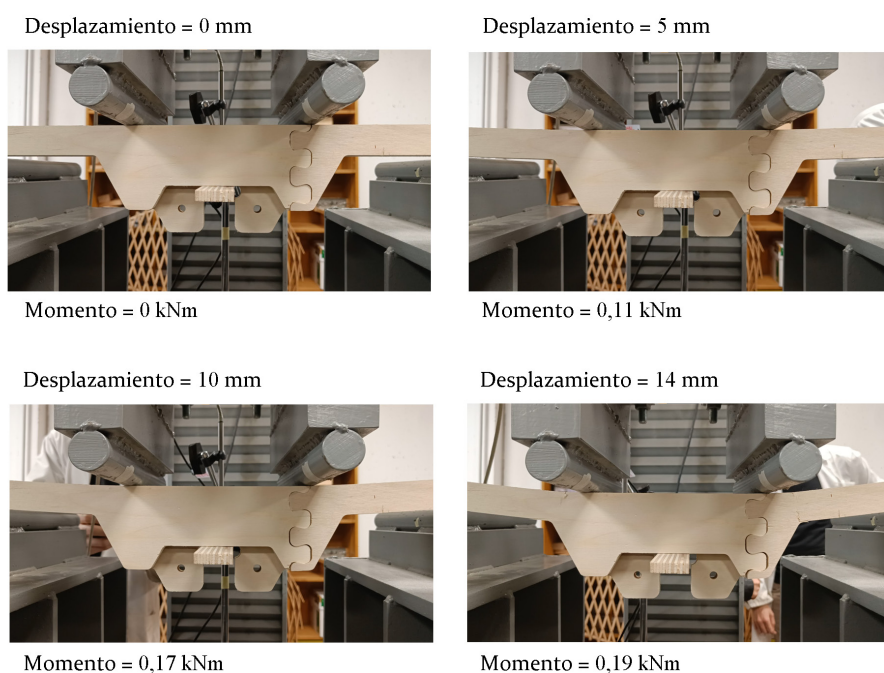 Desplazamiento = 0 mm
Desplazamiento = 5 mm
Momento = 0 kNm
Momento = 0,11 kNm
Desplazamiento = 10 mm
Desplazamiento = 14 mm
Momento = 0,17 kNm
Momento = 0,19 kNm